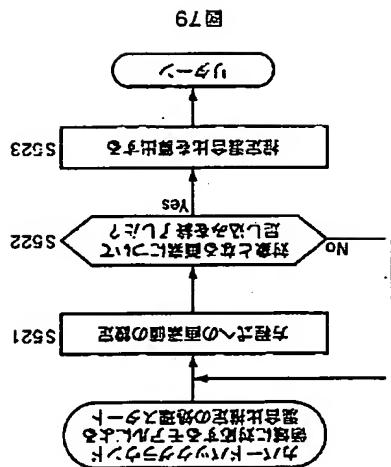 カバードバックグラウンド
領域に対応するモデルによる
混合比推定の処理スタート
方程式への画素値の設定
S521
対象となる画素について
足し込みを終了した?
S522
No
Yes
推定混合比を算出する
S523
リターン
図79